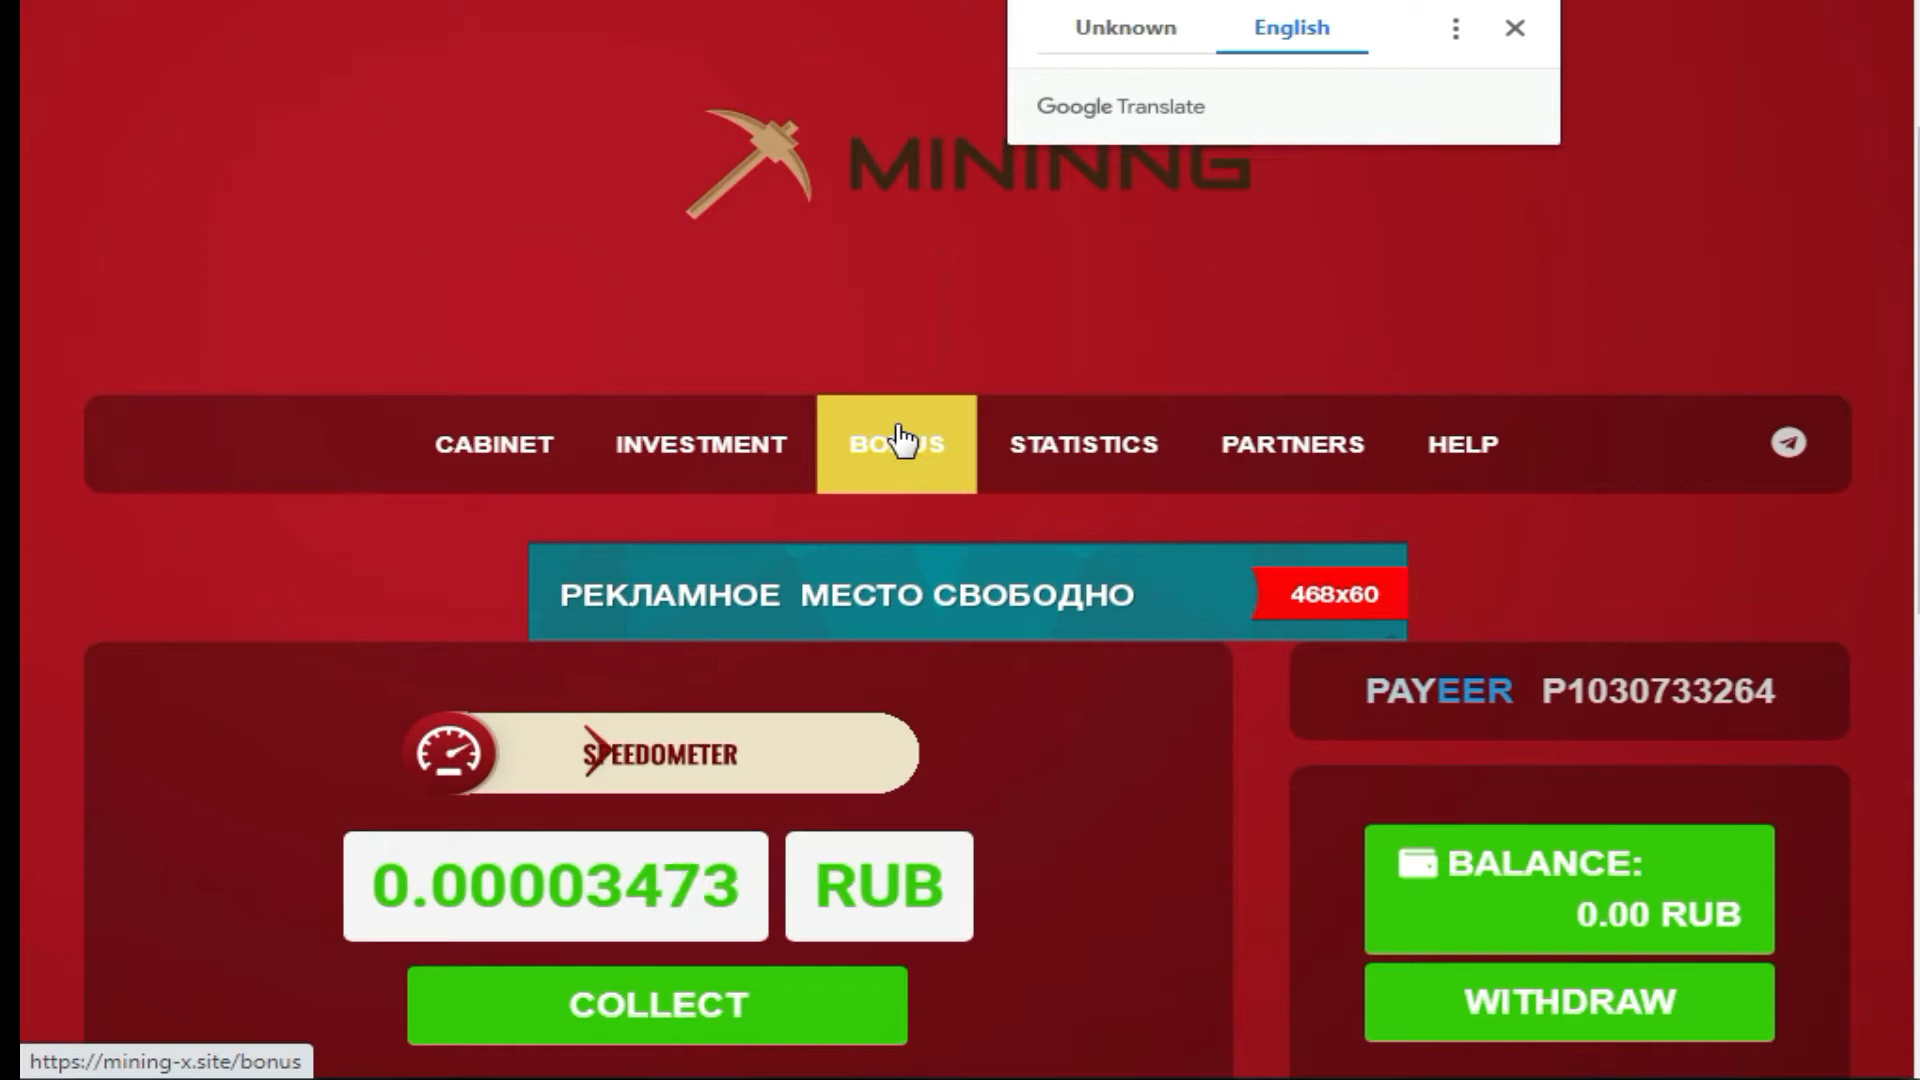 Unknown English
Google Translate
MININNG
CABINET INVESTMENT BONUS STATISTICS PARTNERS HELP
РЕКЛАМНОЕ МЕСТО СВОБОДНО 468x60
PAYEER P1030733264
SPEEDOMETER
0.00003473 RUB
BALANCE:
0.00 RUB
COLLECT
WITHDRAW
https://mining-x.site/bonus